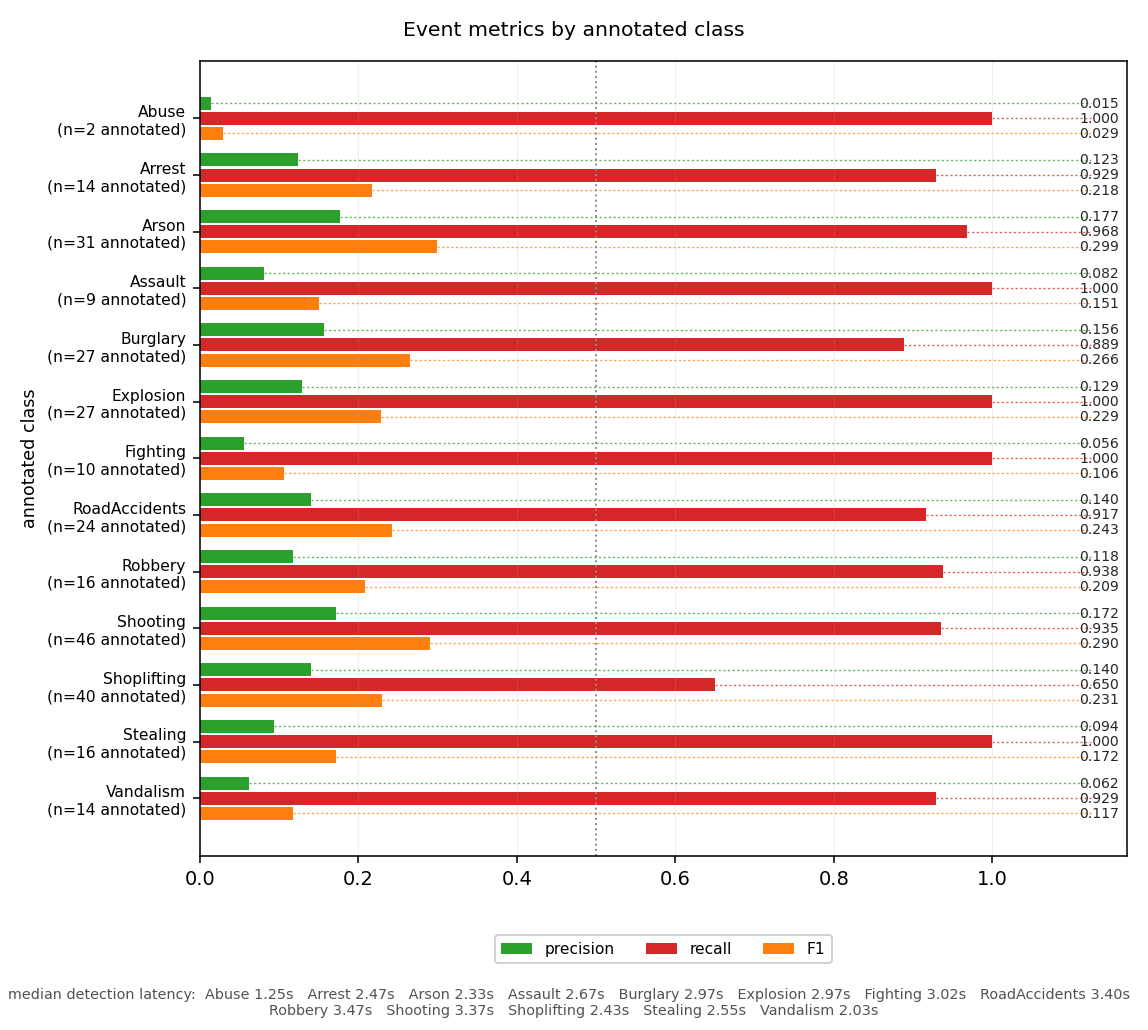 Event metrics by annotated class
annotated class
Abuse
(n=2 annotated)
0.015
1.000
0.029
Arrest
(n=14 annotated)
0.123
0.929
0.218
Arson
(n=31 annotated)
0.177
0.968
0.299
Assault
(n=9 annotated)
0.082
1.000
0.151
Burglary
(n=27 annotated)
0.156
0.889
0.266
Explosion
(n=27 annotated)
0.129
1.000
0.229
Fighting
(n=10 annotated)
0.056
1.000
0.106
RoadAccidents
(n=24 annotated)
0.140
0.917
0.243
Robbery
(n=16 annotated)
0.118
0.938
0.209
Shooting
(n=46 annotated)
0.172
0.935
0.290
Shoplifting
(n=40 annotated)
0.140
0.650
0.231
Stealing
(n=16 annotated)
0.094
1.000
0.172
Vandalism
(n=14 annotated)
0.062
0.929
0.117
0.0 0.2 0.4 0.6 0.8 1.0
precision recall F1
median detection latency: Abuse 1.25s Arrest 2.47s Arson 2.33s Assault 2.67s Burglary 2.97s Explosion 2.97s Fighting 3.02s RoadAccidents 3.40s
Robbery 3.47s Shooting 3.37s Shoplifting 2.43s Stealing 2.55s Vandalism 2.03s